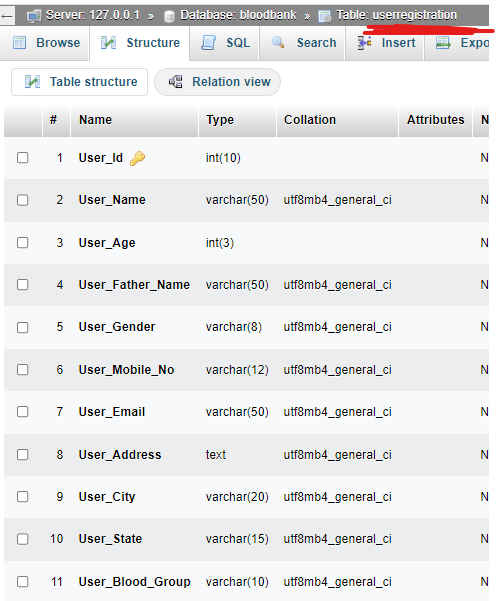 Server: 127.0.0.1 » Database: bloodbank » Table: userregistration
Browse Structure SQL Search Insert Expo
Table structure Relation view
# Name Type Collation Attributes N
1 User_Id int(10) N
2 User_Name varchar(50) utf8mb4_general_ci N
3 User_Age int(3) N
4 User_Father_Name varchar(50) utf8mb4_general_ci N
5 User_Gender varchar(8) utf8mb4_general_ci N
6 User_Mobile_No varchar(12) utf8mb4_general_ci N
7 User_Email varchar(50) utf8mb4_general_ci N
8 User_Address text utf8mb4_general_ci N
9 User_City varchar(20) utf8mb4_general_ci N
10 User_State varchar(15) utf8mb4_general_ci N
11 User_Blood_Group varchar(10) utf8mb4_general_ci N